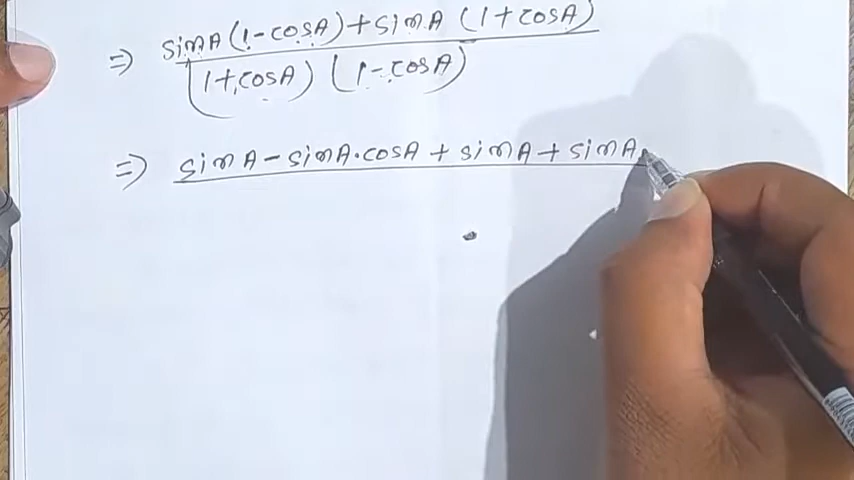 => sinA(1-cosA)+sinA (1+cosA)
(1+cosA) (1-cosA)
=> sinA-sinA.cosA+sinA+sinA.